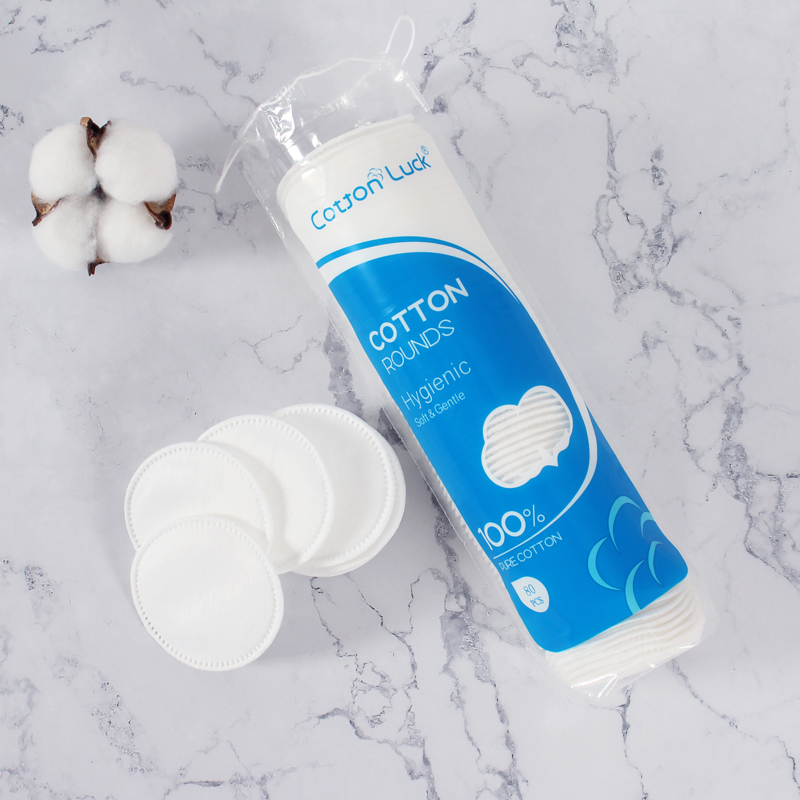 Cotton Luck®
COTTON
ROUNDS
Hygienic
Soft & Gentle
100%
PURE COTTON
80
PCS